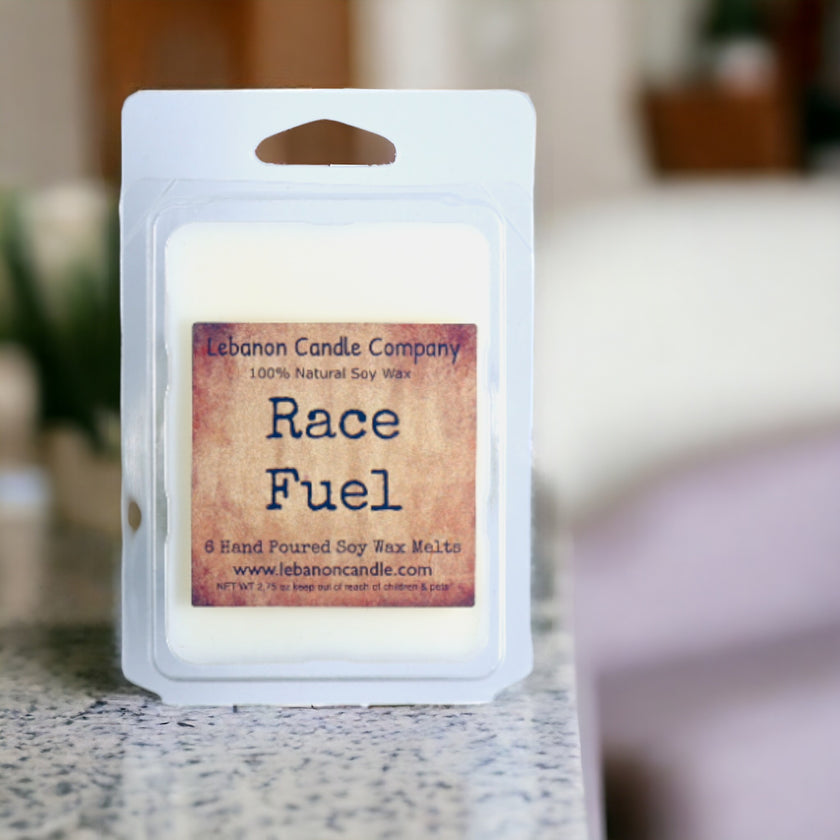 Lebanon Candle Company
100% Natural Soy Wax
Race
Fuel
6 Hand Poured Soy Wax Melts
www.lebanoncandle.com
NET WT 2.75 oz keep out of reach of children & pets